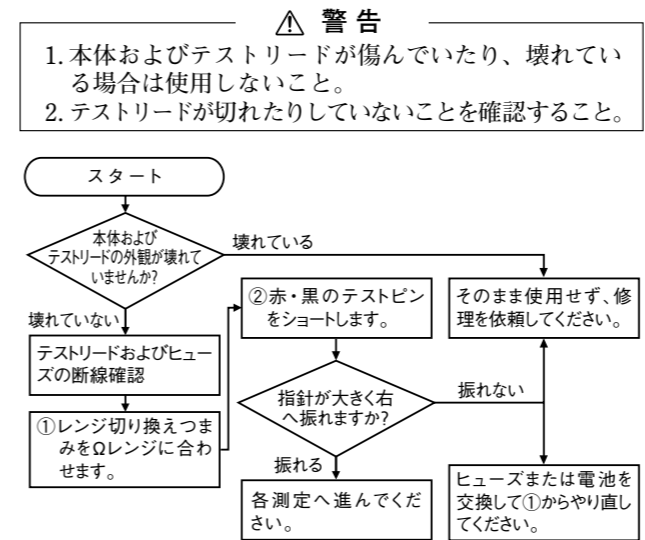 ⚠ 警告
1. 本体およびテストリードが傷んでいたり、壊れてい
る場合は使用しないこと。
2. テストリードが切れたりしていないことを確認すること。
スタート
本体および
テストリードの外観が壊れて
いませんか?
壊れている
壊れていない
テストリードおよびヒュー
ズの断線確認
①レンジ切り換えつま
みをΩレンジに合わ
せます。
②赤・黒のテストピン
をショートします。
指針が大きく右
へ振れますか?
振れない
振れる
各測定へ進んでくだ
さい。
そのまま使用せず、修
理を依頼してください。
ヒューズまたは電池を
交換して①からやり直し
てください。